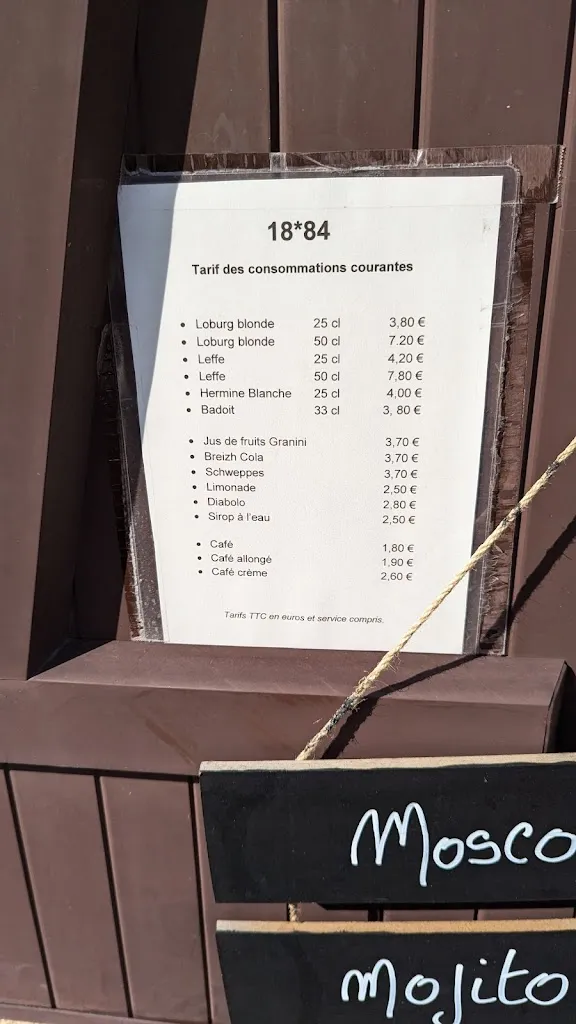 18*84
Tarif des consommations courantes
• Loburg blonde 25 cl 3,80 €
• Loburg blonde 50 cl 7.20 €
• Leffe 25 cl 4,20 €
• Leffe 50 cl 7,80 €
• Hermine Blanche 25 cl 4,00 €
• Badoit 33 cl 3, 80 €
• Jus de fruits Granini 3,70 €
• Breizh Cola 3,70 €
• Schweppes 3,70 €
• Limonade 2,50 €
• Diabolo 2,80 €
• Sirop à l'eau 2,50 €
• Café 1,80 €
• Café allongé 1,90 €
• Café crème 2,60 €
Tarifs TTC en euros et service compris.
Mosco
Mojito